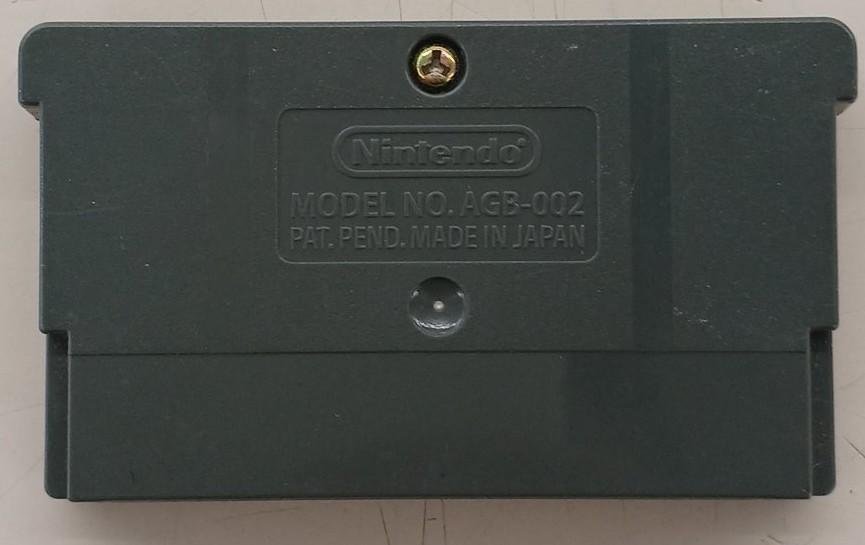 Nintendo®
MODEL NO. AGB-002
PAT. PEND. MADE IN JAPAN